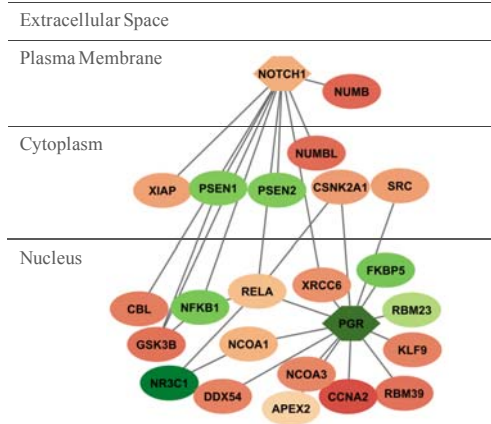 Extracellular Space
Plasma Membrane
NOTCH1
NUMB
Cytoplasm
NUMBL
XIAP
PSEN1
PSEN2
CSNK2A1
SRC
Nucleus
FKBP5
RELA
XRCC6
CBL
NFKB1
RBM23
PGR
GSK3B
NCOA1
KLF9
NR3C1
NCOA3
DDX54
CCNA2
RBM39
APEX2